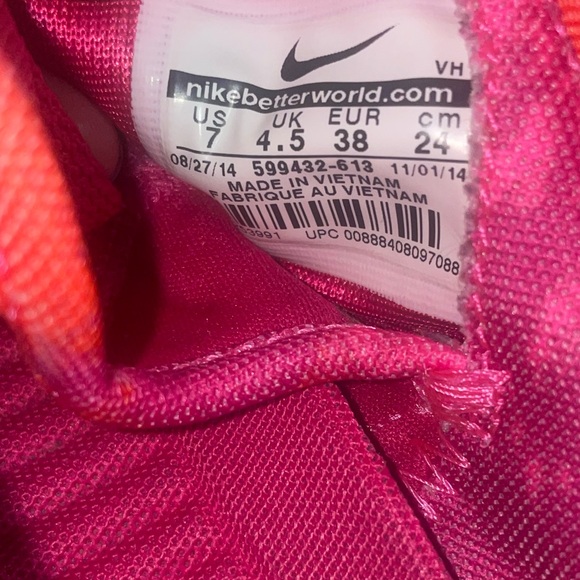 VH
nikebetterworld.com
US UK EUR cm
7 4.5 38 24
08/27/14 599432-613 11/01/14
MADE IN VIETNAM
FABRIQUE AU VIETNAM
3991 UPC 00888408097088